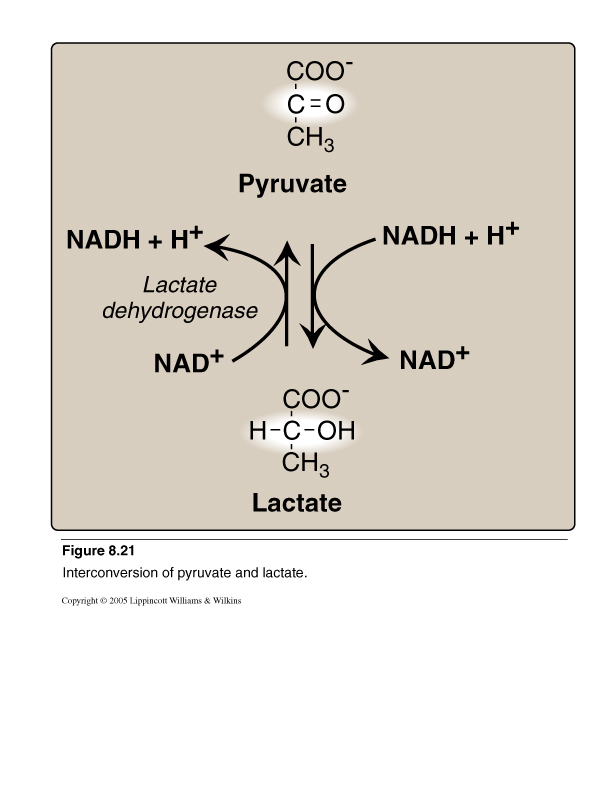 COO-
C=O
CH3
Pyruvate
NADH + H+
NADH + H+
Lactate
dehydrogenase
NAD+
NAD+
COO-
H-C-OH
CH3
Lactate
Figure 8.21
Interconversion of pyruvate and lactate.
Copyright © 2005 Lippincott Williams & Wilkins